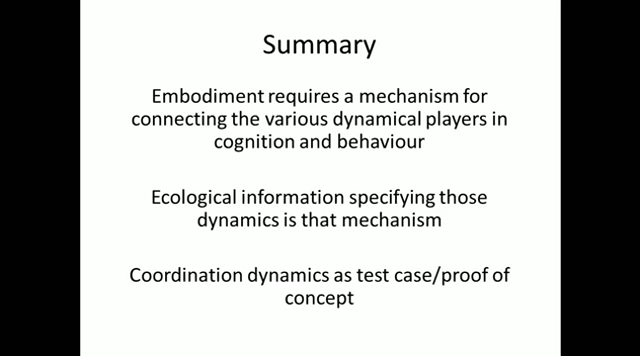 Summary
Embodiment requires a mechanism for
connecting the various dynamical players in
cognition and behaviour
Ecological information specifying those
dynamics is that mechanism
Coordination dynamics as test case/proof of
concept